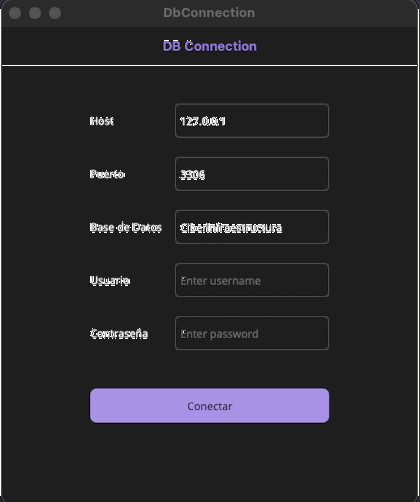 DbConnection
DB Connection
Host
127.0.0.1
Puerto
3306
Base de Datos
CiberInfraestructura
Usuario
Enter username
Contraseña
Enter password
Conectar